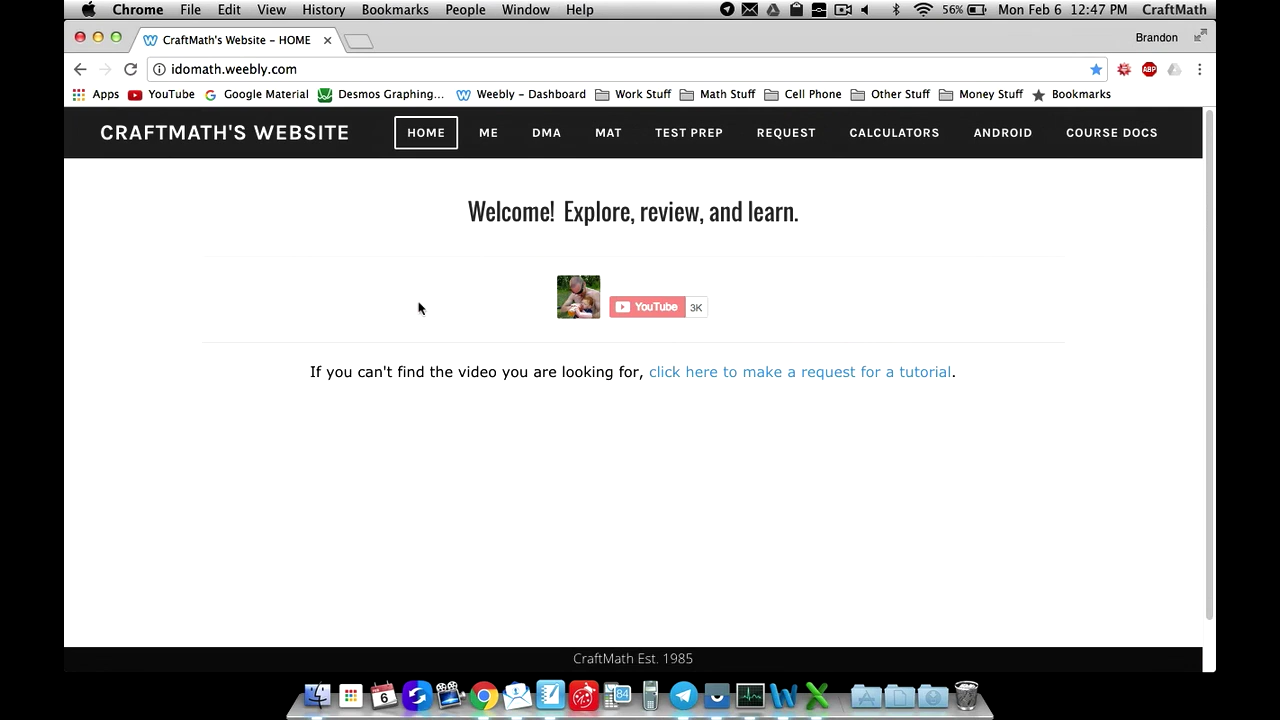 Chrome File Edit View History Bookmarks People Window Help 56% Mon Feb 6 12:47 PM CraftMath
CraftMath's Website - HOME Brandon
idomath.weebly.com ABP
Apps YouTube Google Material Desmos Graphing... Weebly - Dashboard Work Stuff Math Stuff Cell Phone Other Stuff Money Stuff Bookmarks
CRAFTMATH'S WEBSITE HOME ME DMA MAT TEST PREP REQUEST CALCULATORS ANDROID COURSE DOCS
Welcome! Explore, review, and learn.
YouTube 3K
If you can't find the video you are looking for, click here to make a request for a tutorial.
CraftMath Est. 1985
6 84